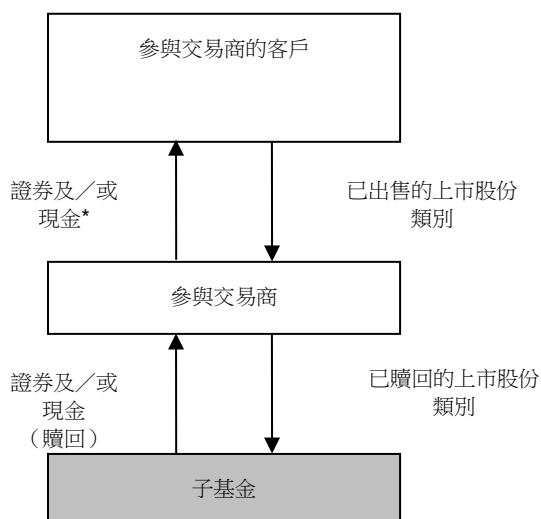 參與交易商的客戶
證券及／或
現金*
已出售的上市股份
類別
參與交易商
證券及／或
現金
（贖回）
已贖回的上市股份
類別
子基金